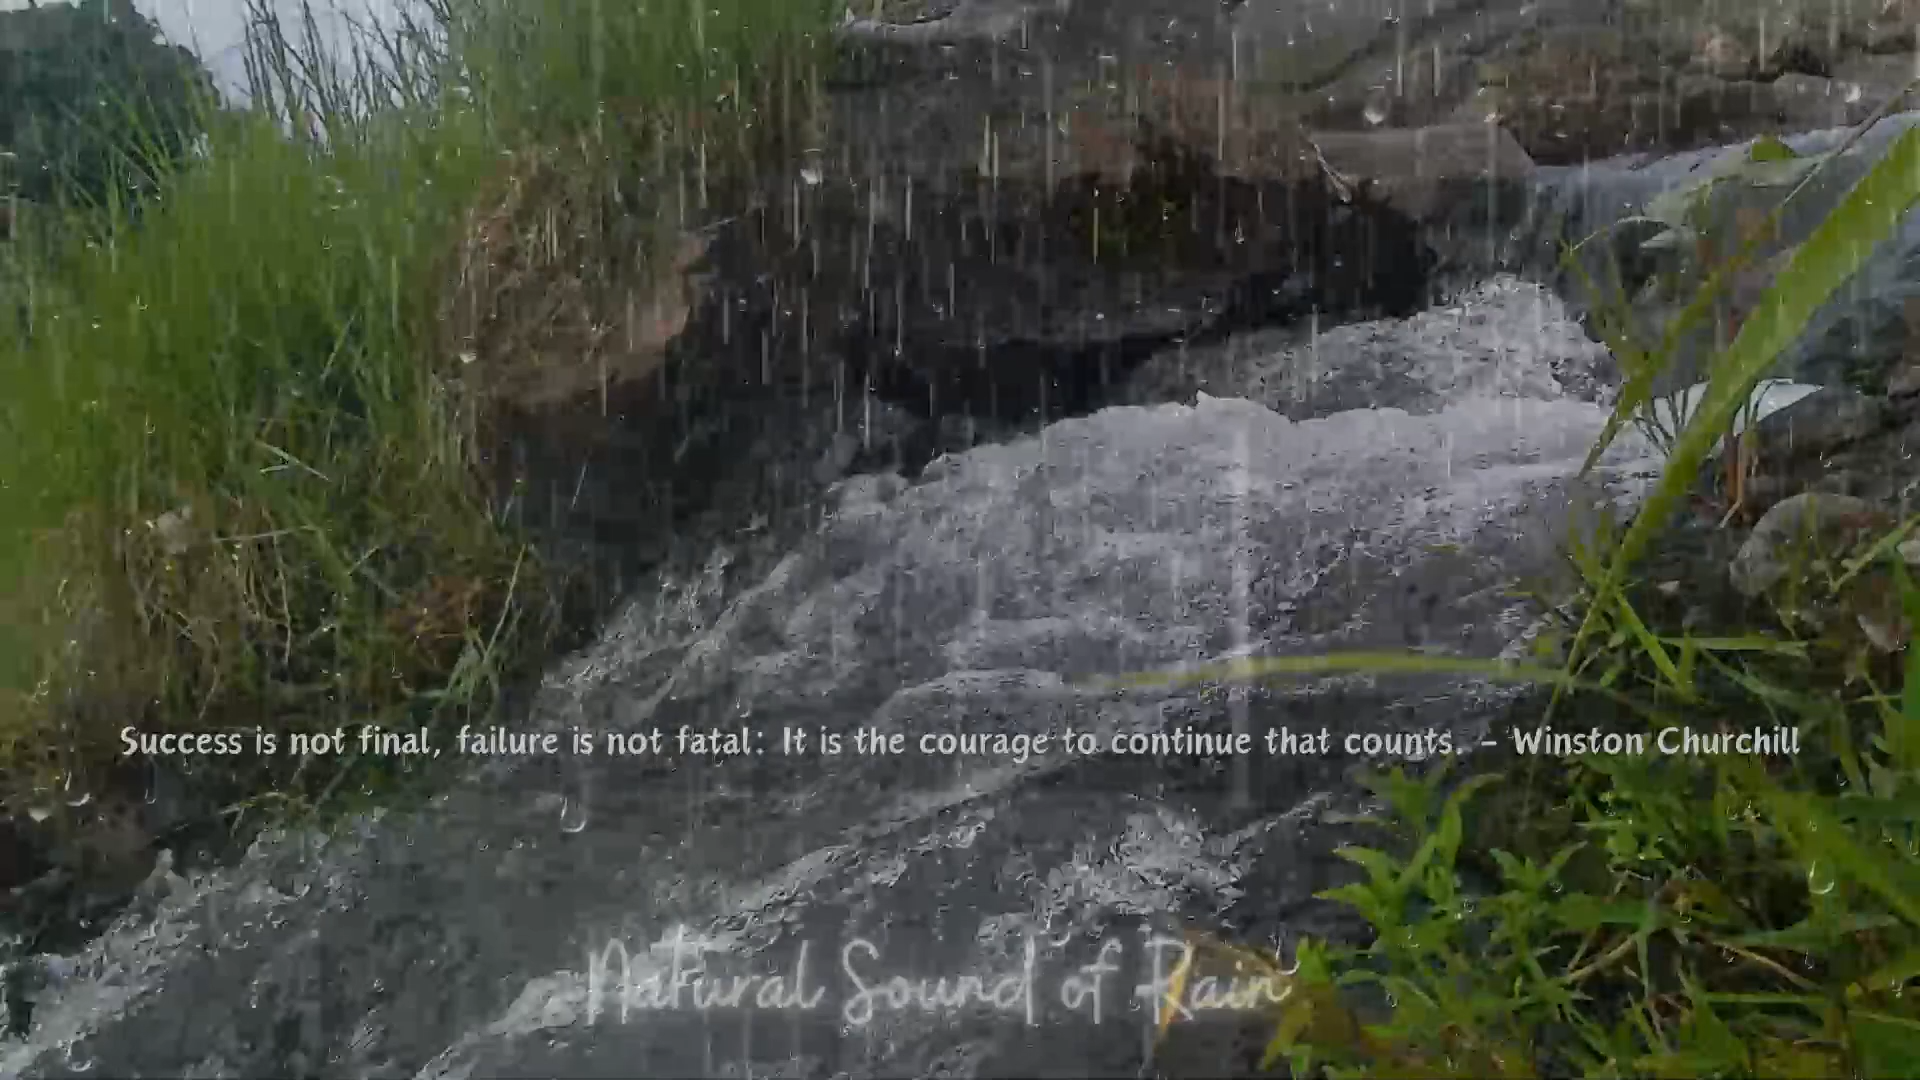 Success is not final, failure is not fatal: It is the courage to continue that counts. – Winston Churchill
Natural Sound of Rain